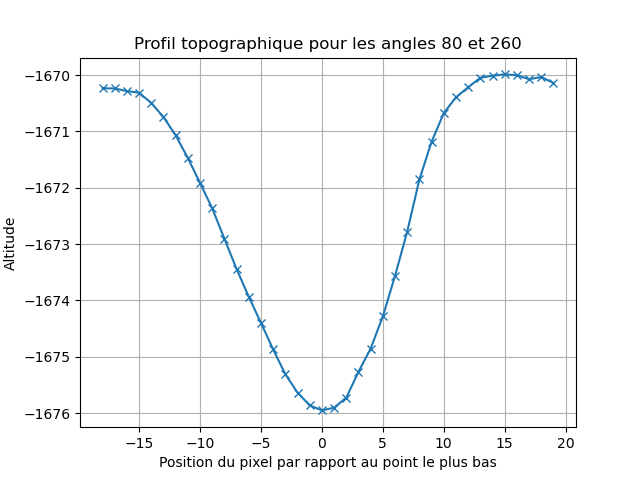 Profil topographique pour les angles 80 et 260
−1670
−1671
−1672
−1673
−1674
−1675
−1676
Altitude
−15 −10 −5 0 5 10 15 20
Position du pixel par rapport au point le plus bas